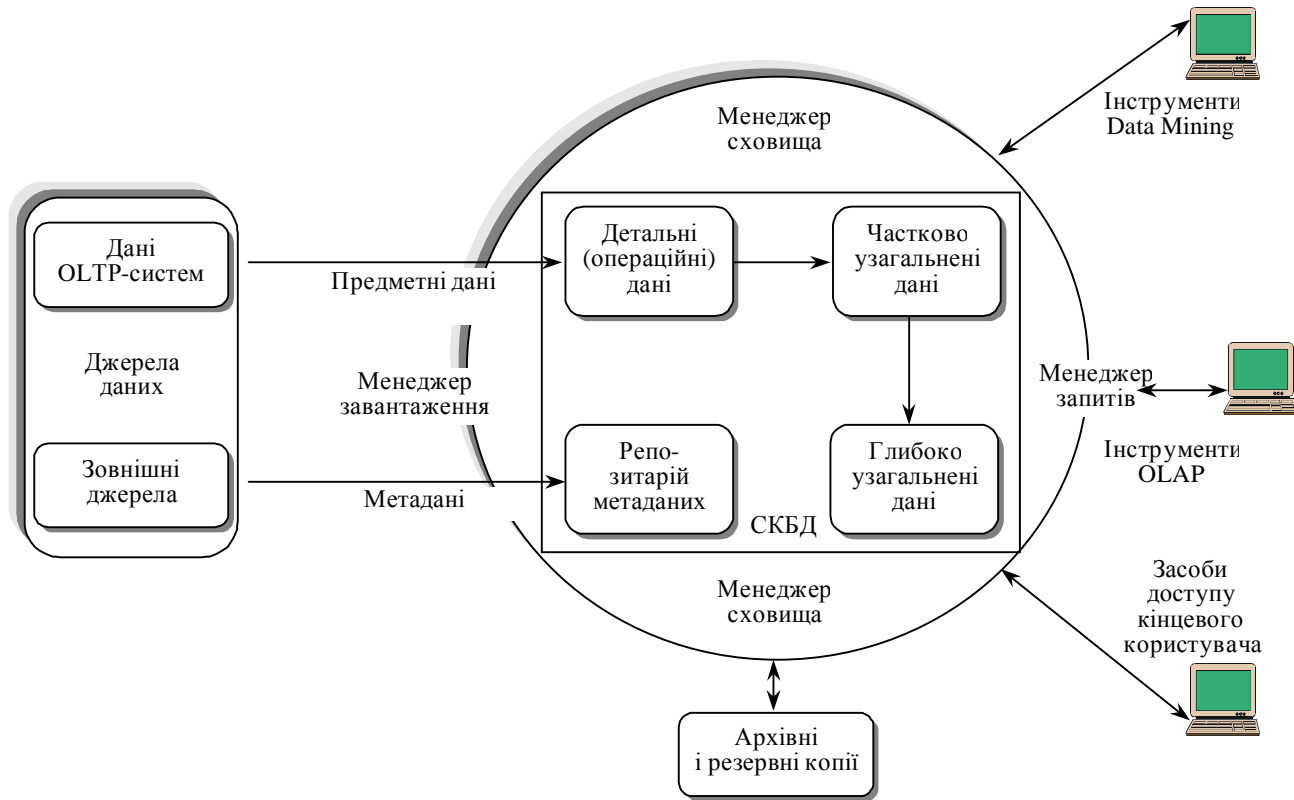 Менеджер
сховища
Інструменти
Data Mining
Дані
OLTP-систем
Джерела
даних
Зовнішні
джерела
Предметні дані
Менеджер
завантаження
Метадані
Детальні
(операційні)
дані
Частково
узагальнені
дані
Репо-
зитарій
метаданих
Глибоко
узагальнені
дані
СКБД
Менеджер
запитів
Інструменти
OLAP
Менеджер
сховища
Засоби
доступу
кінцевого
користувача
Архівні
і резервні копії